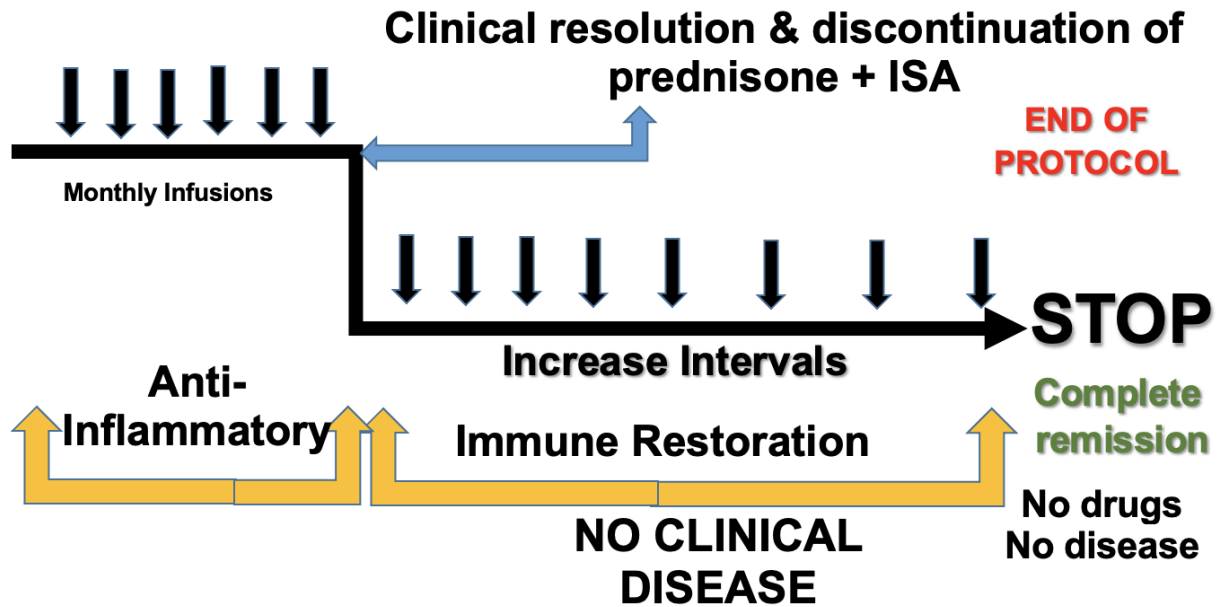 Clinical resolution & discontinuation of
prednisone + ISA
END OF
PROTOCOL
Monthly Infusions
STOP
Increase Intervals
Anti-
Inflammatory
Immune Restoration
Complete
remission
No drugs
No disease
NO CLINICAL
DISEASE